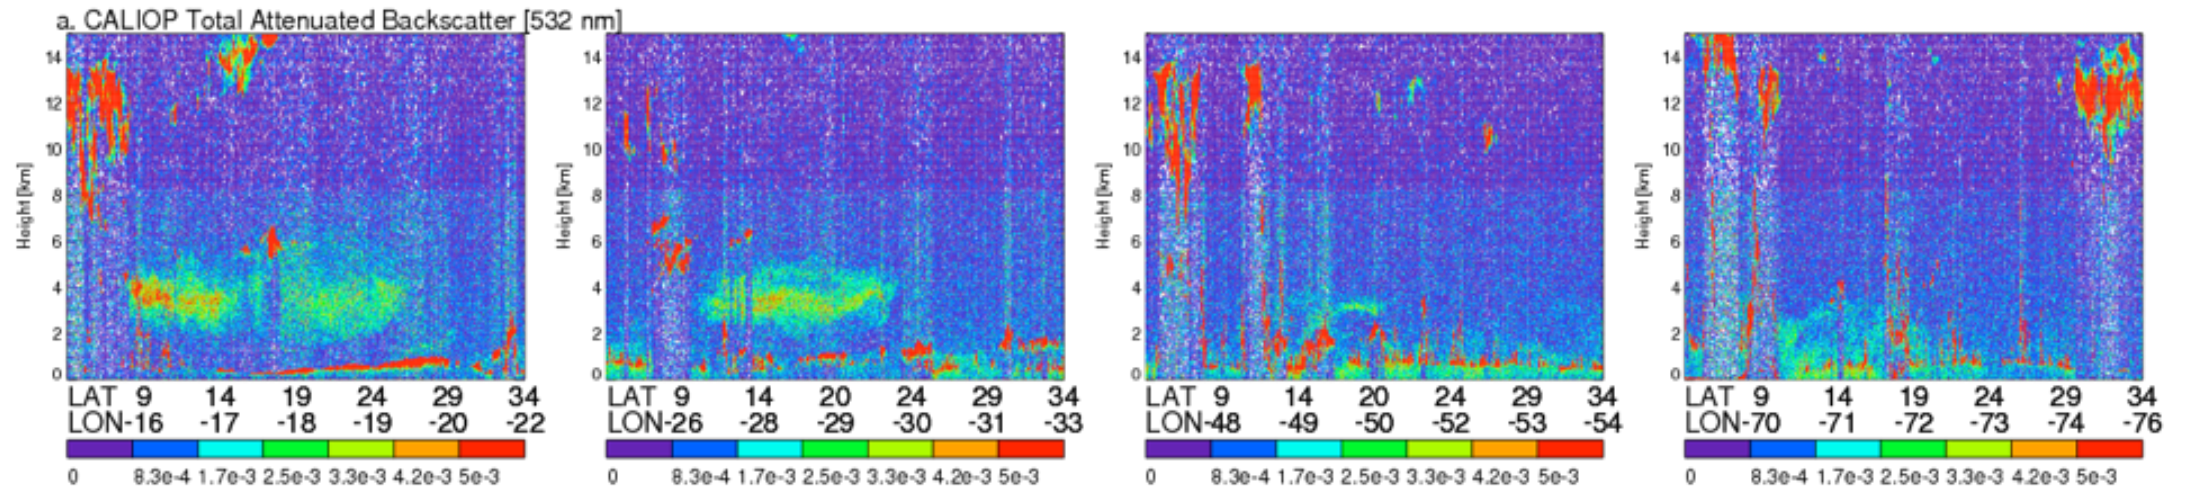 a. CALIOP Total Attenuated Backscatter [532 nm]
Height [km]
14
12
10
8
6
4
2
0
LAT 9 14 19 24 29 34
LON-16 -17 -18 -19 -20 -22
0 8.3e-4 1.7e-3 2.5e-3 3.3e-3 4.2e-3 5e-3
Height [km]
14
12
10
8
6
4
2
0
LAT 9 14 20 24 29 34
LON-26 -28 -29 -30 -31 -33
0 8.3e-4 1.7e-3 2.5e-3 3.3e-3 4.2e-3 5e-3
Height [km]
14
12
10
8
6
4
2
0
LAT 9 14 20 24 29 34
LON-48 -49 -50 -52 -53 -54
0 8.3e-4 1.7e-3 2.5e-3 3.3e-3 4.2e-3 5e-3
Height [km]
14
12
10
8
6
4
2
0
LAT 9 14 19 24 29 34
LON-70 -71 -72 -73 -74 -76
0 8.3e-4 1.7e-3 2.5e-3 3.3e-3 4.2e-3 5e-3